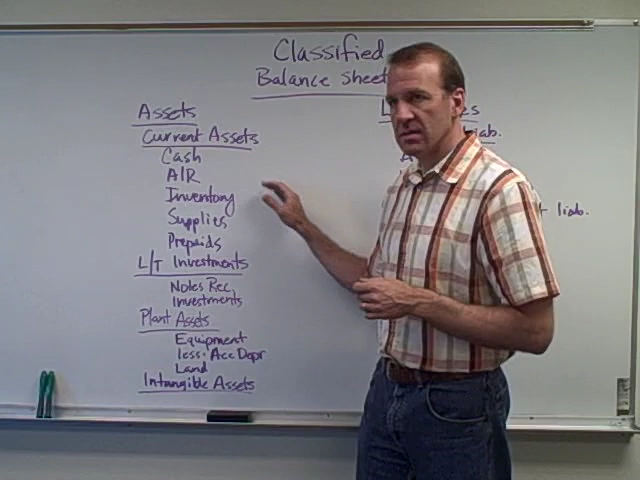 Classified
Balance Sheet
Assets
Current Assets
Cash
A/R
Inventory
Supplies
Prepaids
L/T Investments
Notes Rec
Investments
Plant Assets
Equipment
less: Acc Depr
Land
Intangible Assets
liab.